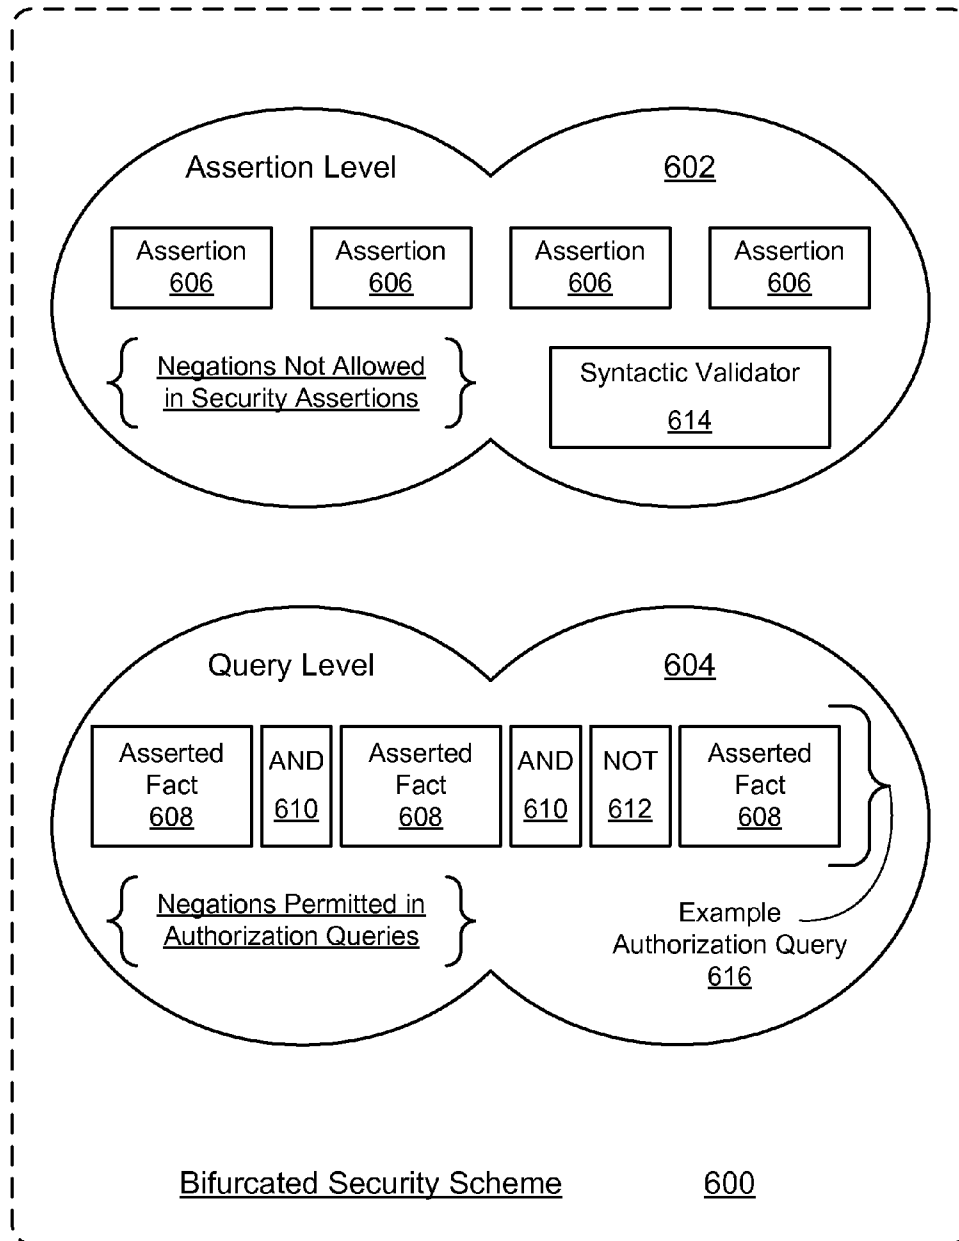 Assertion Level
602
Assertion
606
Assertion
606
Assertion
606
Assertion
606
Negations Not Allowed
in Security Assertions
Syntactic Validator
614
Query Level
604
Asserted
Fact
608
AND
610
Asserted
Fact
608
AND
610
NOT
612
Asserted
Fact
608
Negations Permitted in
Authorization Queries
Example
Authorization Query
616
Bifurcated Security Scheme
600